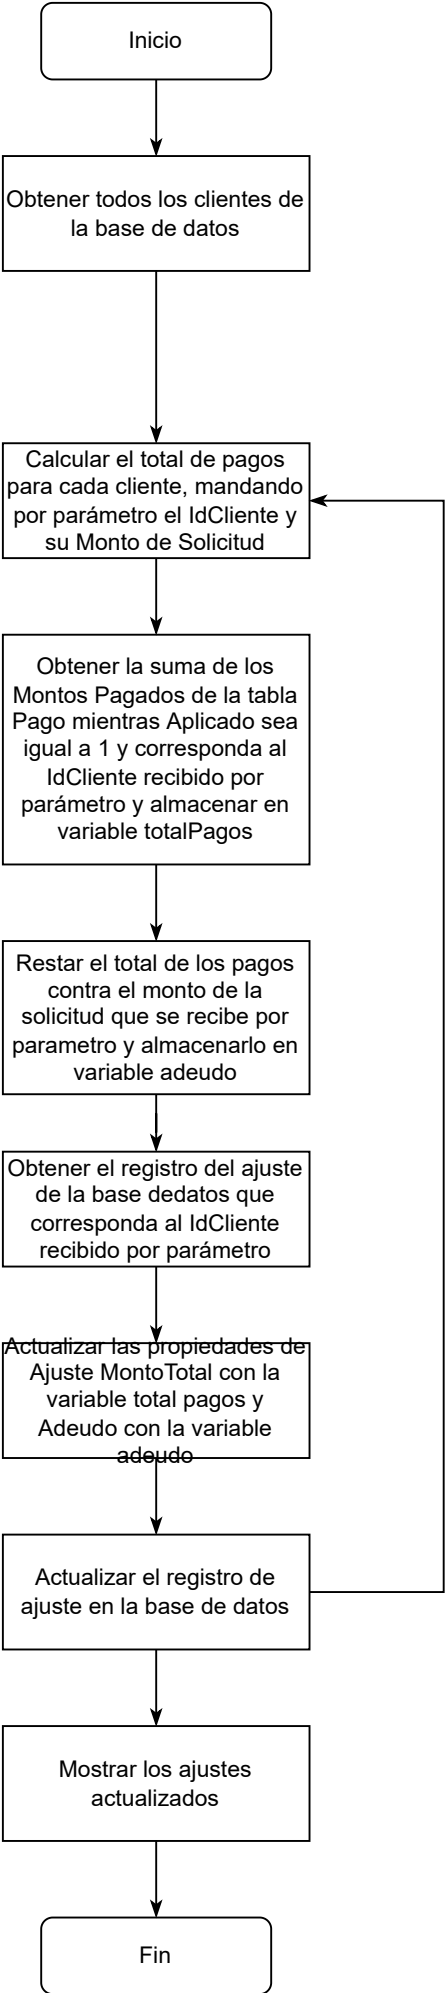 Inicio
Obtener todos los clientes de
la base de datos
Calcular el total de pagos
para cada cliente, mandando
por parámetro el IdCliente y
su Monto de Solicitud
Obtener la suma de los
Montos Pagados de la tabla
Pago mientras Aplicado sea
igual a 1 y corresponda al
IdCliente recibido por
parámetro y almacenar en
variable totalPagos
Restar el total de los pagos
contra el monto de la
solicitud que se recibe por
parametro y almacenarlo en
variable adeudo
Obtener el registro del ajuste
de la base dedatos que
corresponda al IdCliente
recibido por parámetro
Actualizar las propiedades de
Ajuste MontoTotal con la
variable total pagos y
Adeudo con la variable
adeudo
Actualizar el registro de
ajuste en la base de datos
Mostrar los ajustes
actualizados
Fin